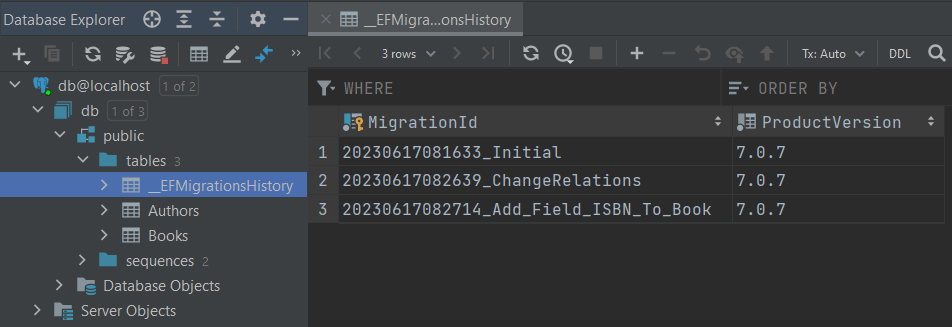 Database Explorer
__EFMigra...onsHistory
3 rows
Tx: Auto
DDL
db@localhost 1 of 2
db 1 of 3
public
tables 3
__EFMigrationsHistory
Authors
Books
sequences 2
Database Objects
Server Objects
WHERE
ORDER BY
MigrationId ProductVersion
1 20230617081633_Initial 7.0.7
2 20230617082639_ChangeRelations 7.0.7
3 20230617082714_Add_Field_ISBN_To_Book 7.0.7